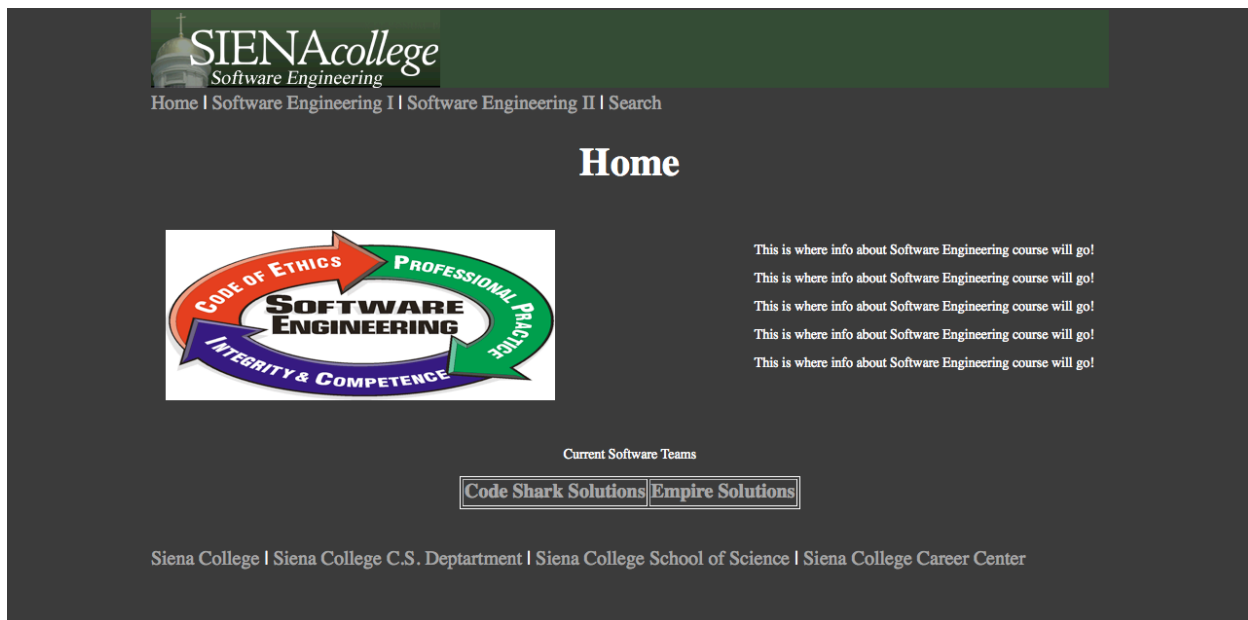 SIENAcollege
Software Engineering
Home | Software Engineering I | Software Engineering II | Search
Home
CODE OF ETHICS
PROFESSIONAL PRACTICE
SOFTWARE
ENGINEERING
INTEGRITY & COMPETENCE
This is where info about Software Engineering course will go!
This is where info about Software Engineering course will go!
This is where info about Software Engineering course will go!
This is where info about Software Engineering course will go!
This is where info about Software Engineering course will go!
Current Software Teams
Code Shark Solutions Empire Solutions
Siena College | Siena College C.S. Deptartment | Siena College School of Science | Siena College Career Center